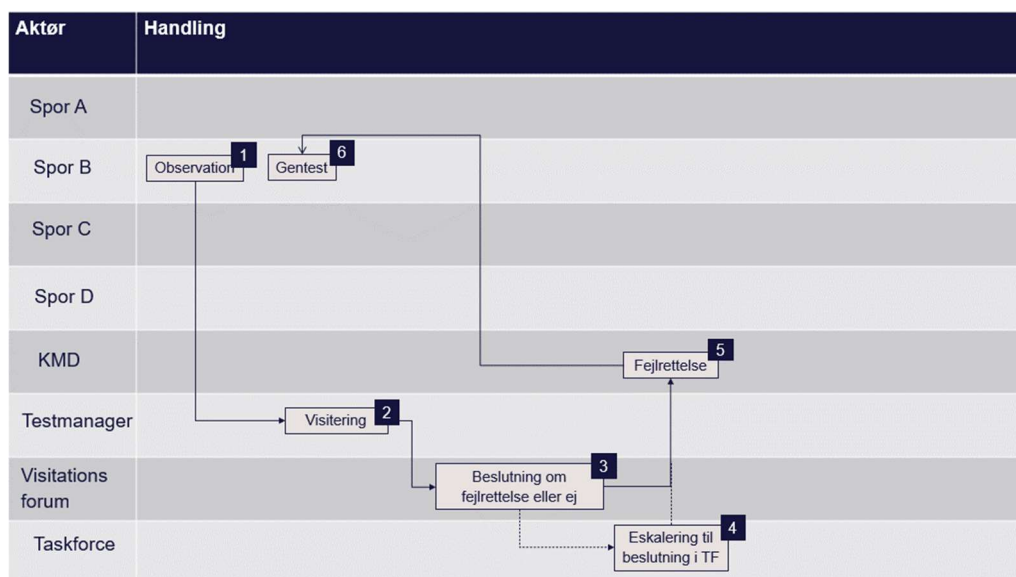 Aktør Handling
Spor A
Spor B
Observation 1
Gentest 6
Spor C
Spor D
KMD
Fejlrettelse 5
Testmanager
Visitering 2
Visitations
forum
Beslutning om
fejlrettelse eller ej 3
Taskforce
Eskalering til
beslutning i TF 4